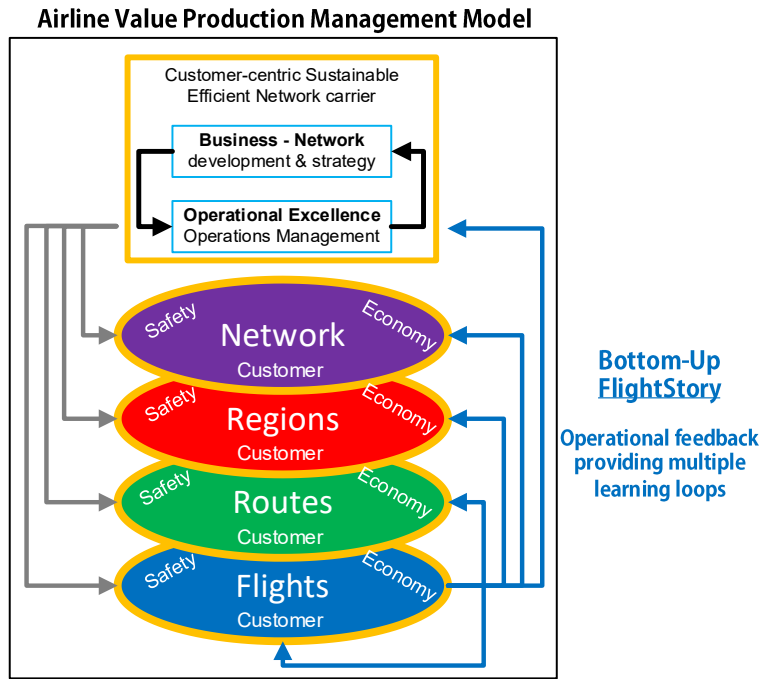 Airline Value Production Management Model
Customer-centric Sustainable
Efficient Network carrier
Business - Network
development & strategy
Operational Excellence
Operations Management
Safety
Economy
Network
Customer
Safety
Economy
Regions
Customer
Safety
Economy
Routes
Customer
Safety
Economy
Flights
Customer
Bottom-Up
FlightStory
Operational feedback
providing multiple
learning loops